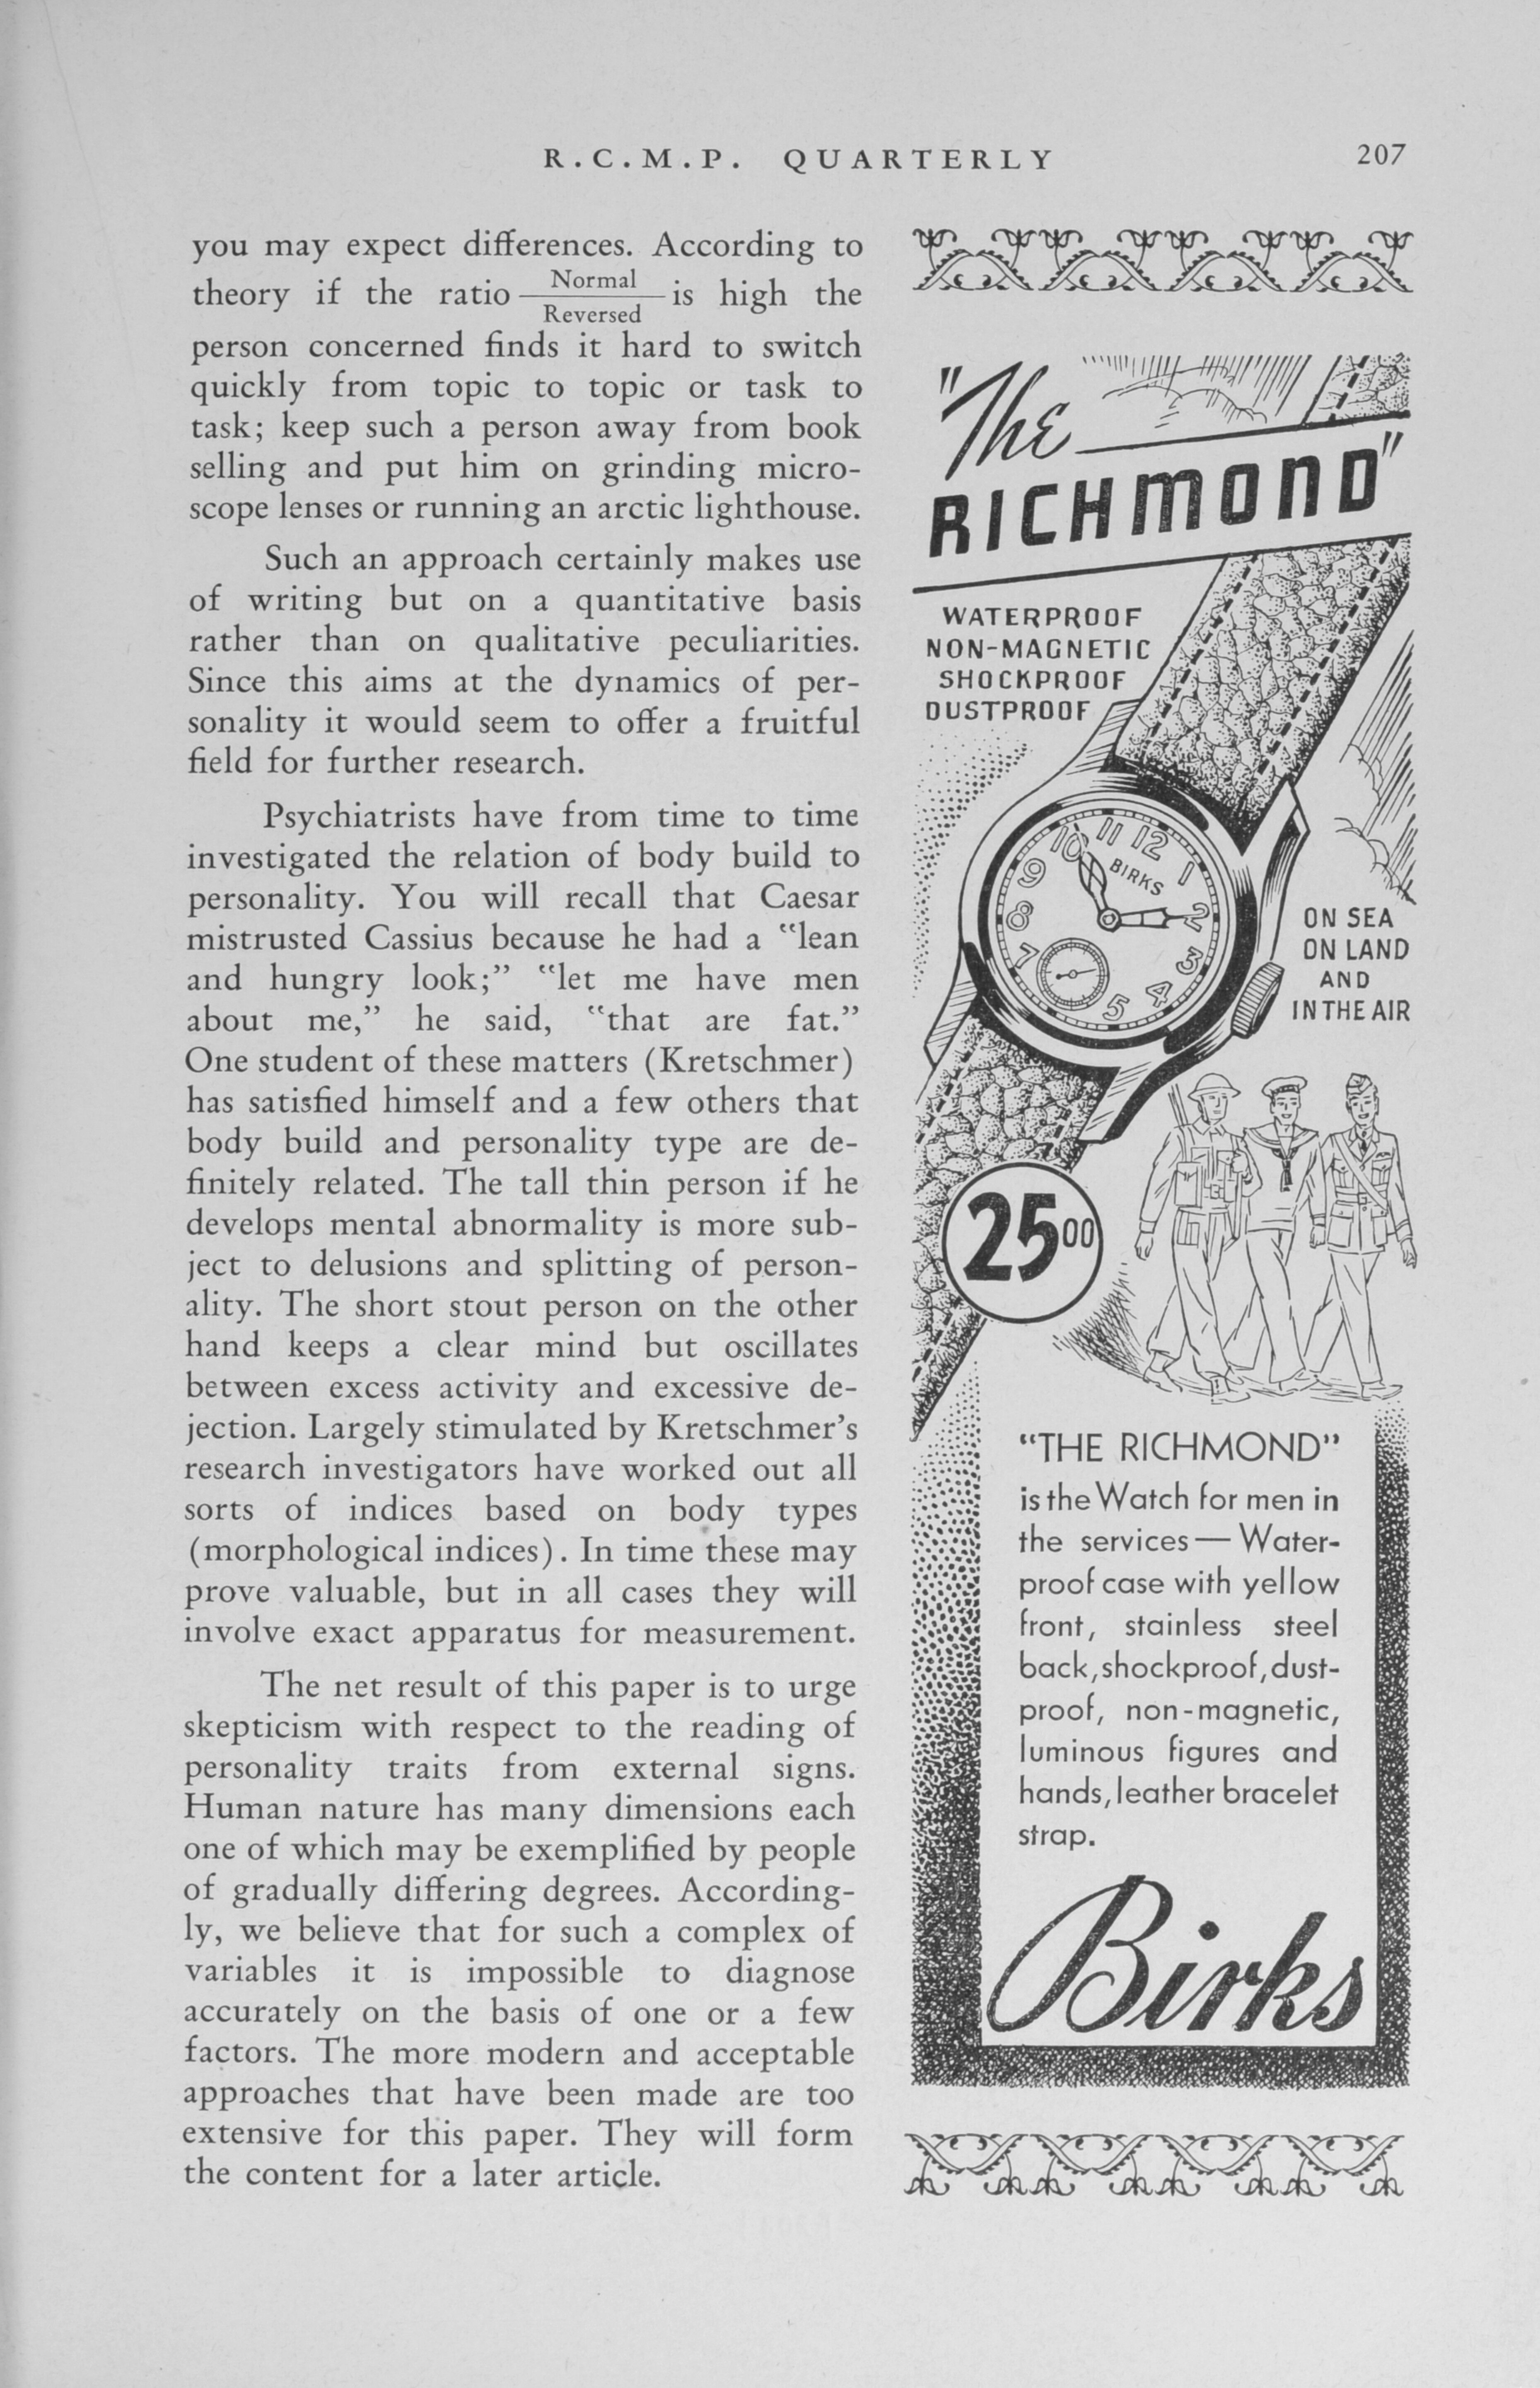 R.C.M.P. QUARTERLY
207
you may expect differences. According to
theory if the ratio Normal is high the
Reversed
person concerned finds it hard to switch
quickly from topic to topic or task to
task; keep such a person away from book
selling and put him on grinding micro-
scope lenses or running an arctic lighthouse.
Such an approach certainly makes use
of writing but on a quantitative basis
rather than on qualitative peculiarities.
Since this aims at the dynamics of per-
sonality it would seem to offer a fruitful
field for further research.
Psychiatrists have from time to time
investigated the relation of body build to
personality. You will recall that Caesar
mistrusted Cassius because he had a "lean
and hungry look;" "let me have men
about me," he said, "that are fat."
One student of these matters (Kretschmer)
has satisfied himself and a few others that
body build and personality type are de-
finitely related. The tall thin person if he
develops mental abnormality is more sub-
ject to delusions and splitting of person-
ality. The short stout person on the other
hand keeps a clear mind but oscillates
between excess activity and excessive de-
jection. Largely stimulated by Kretschmer's
research investigators have worked out all
sorts of indices based on body types
(morphological indices). In time these may
prove valuable, but in all cases they will
involve exact apparatus for measurement.
The net result of this paper is to urge
skepticism with respect to the reading of
personality traits from external signs.
Human nature has many dimensions each
one of which may be exemplified by people
of gradually differing degrees. According-
ly, we believe that for such a complex of
variables it is impossible to diagnose
accurately on the basis of one or a few
factors. The more modern and acceptable
approaches that have been made are too
extensive for this paper. They will form
the content for a later article.
"The
RICHMOND"
WATERPROOF
NON-MAGNETIC
SHOCKPROOF
DUSTPROOF
10 11 12 1 2 3 4 5 7 8 9
BIRKS
ON SEA
ON LAND
AND
IN THE AIR
25 00
"THE RICHMOND"
is the Watch for men in
the services — Water-
proof case with yellow
front, stainless steel
back, shockproof, dust-
proof, non-magnetic,
luminous figures and
hands, leather bracelet
strap.
Birks